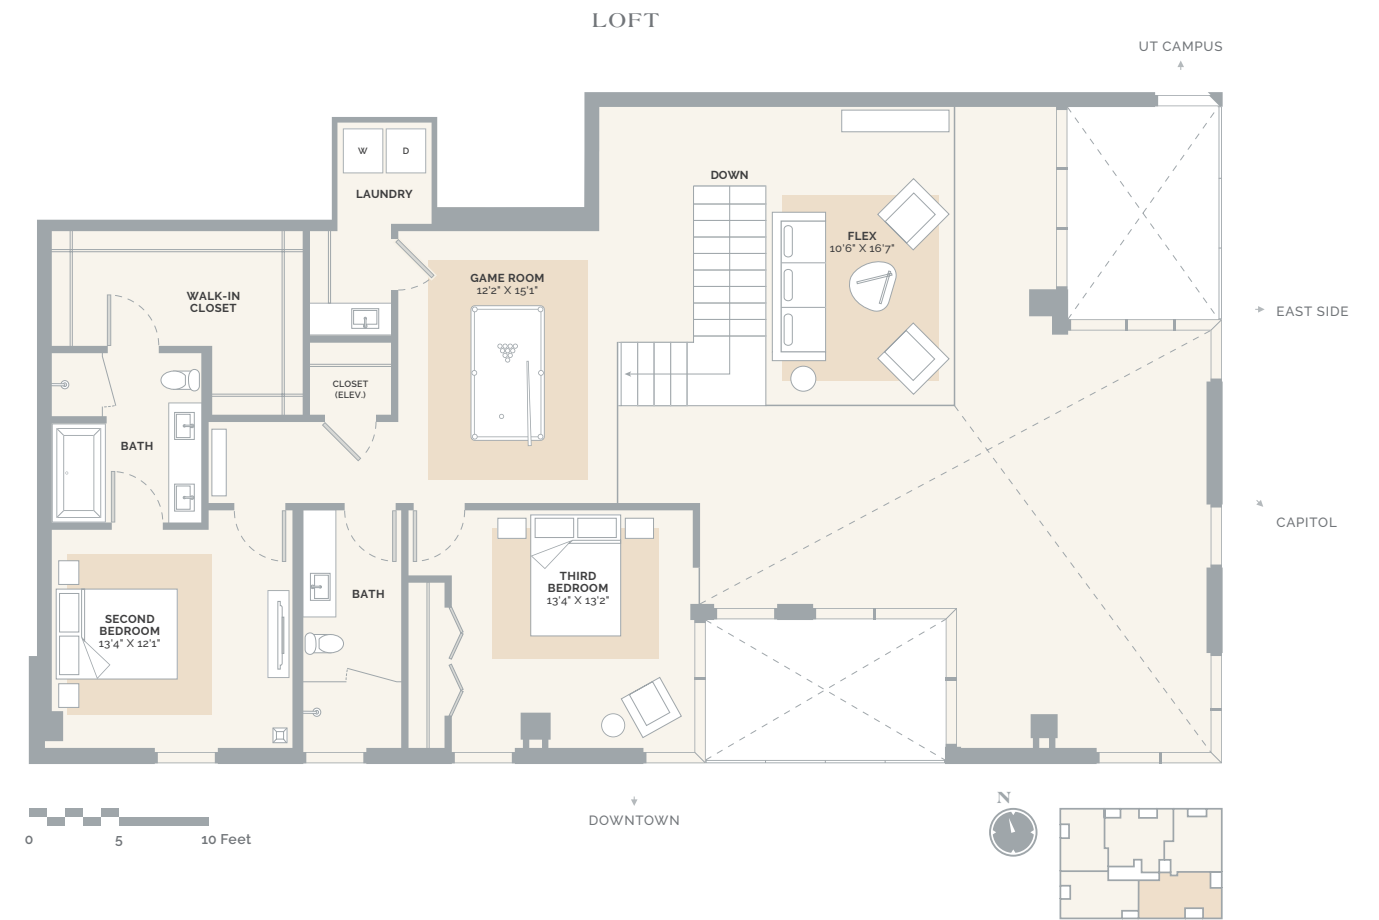 LOFT
UT CAMPUS
W D
LAUNDRY
DOWN
FLEX
10'6" X 16'7"
GAME ROOM
12'2" X 15'1"
WALK-IN
CLOSET
EAST SIDE
CLOSET
(ELEV.)
BATH
CAPITOL
THIRD
BEDROOM
13'4" X 13'2"
BATH
SECOND
BEDROOM
13'4" X 12'1"
DOWNTOWN
N
0 5 10 Feet